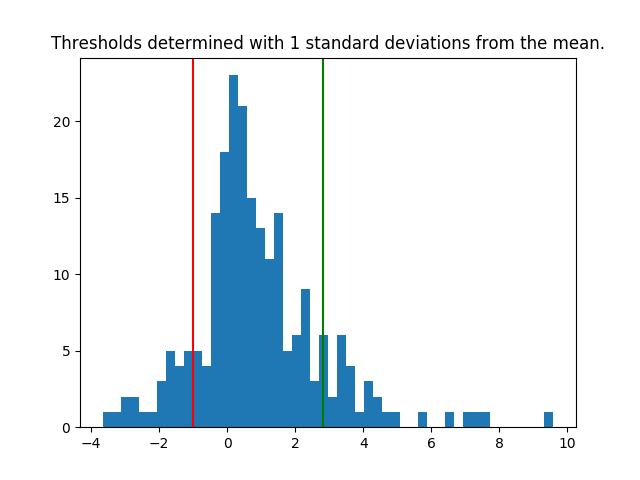 Thresholds determined with 1 standard deviations from the mean.
20
15
10
5
0
−4 −2 0 2 4 6 8 10